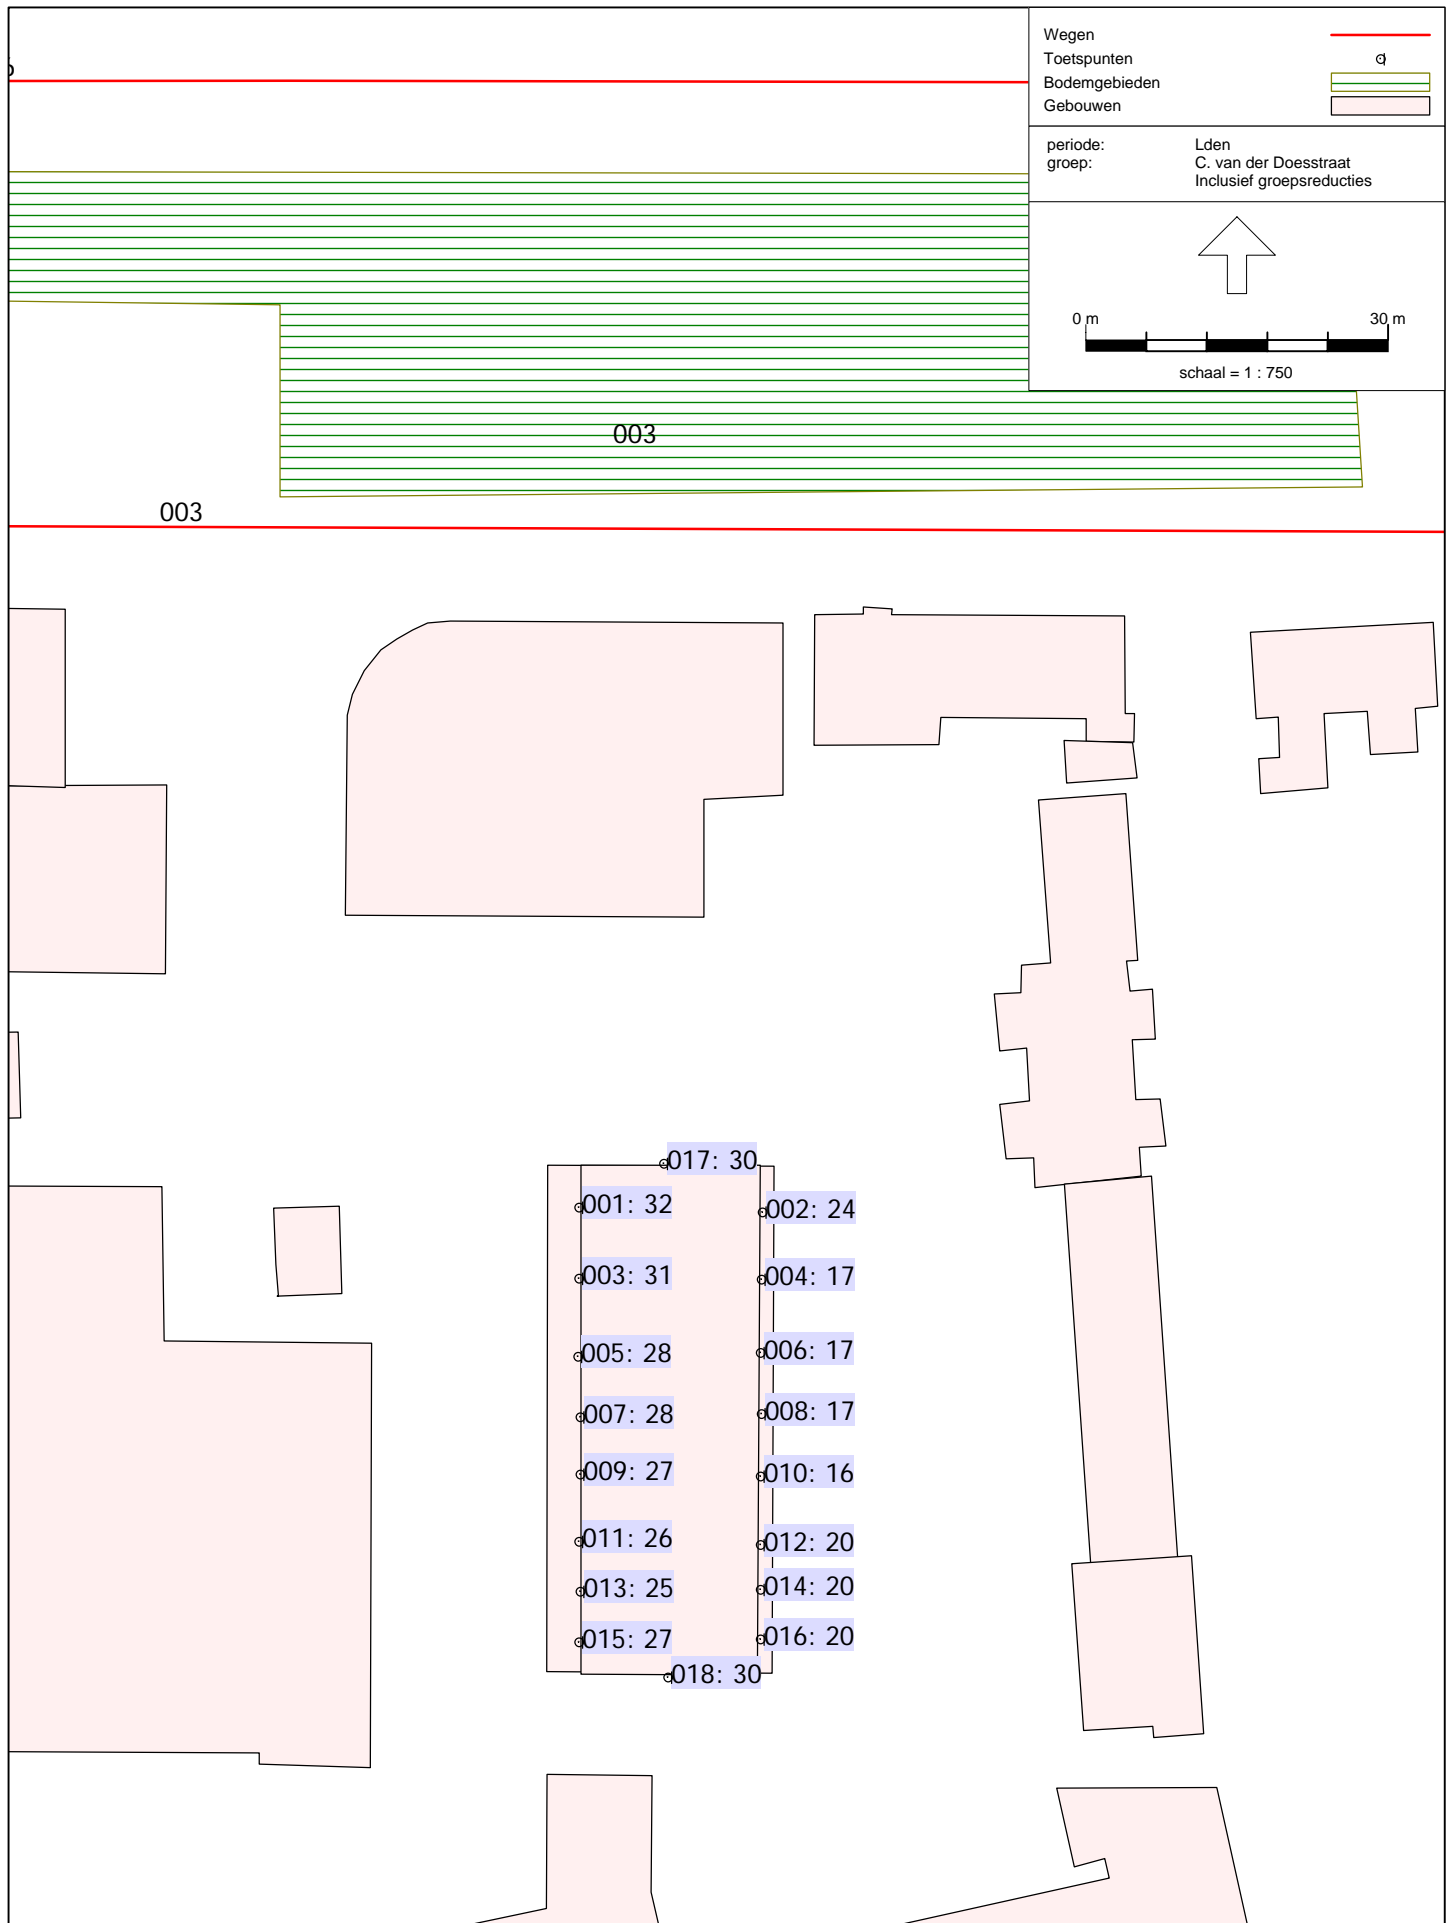 Wegen
Toetspunten
Bodemgebieden
Gebouwen
periode: Lden
groep: C. van der Doesstraat
Inclusief groepsreducties
0 m 30 m
schaal = 1 : 750
003
003
017: 30
001: 32
002: 24
003: 31
004: 17
005: 28
006: 17
007: 28
008: 17
009: 27
010: 16
011: 26
012: 20
013: 25
014: 20
015: 27
016: 20
018: 30